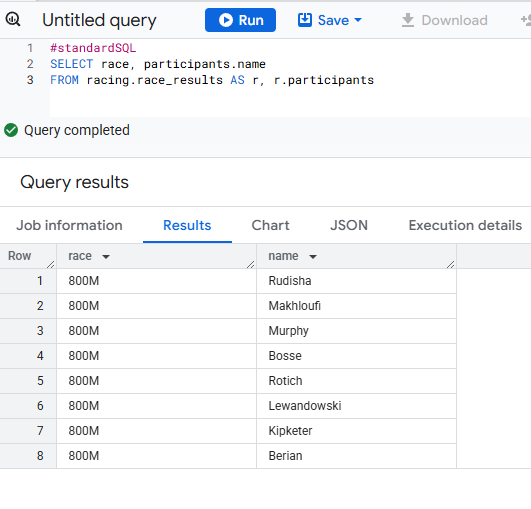 Untitled query Run Save Download
1 #standardSQL
2 SELECT race, participants.name
3 FROM racing.race_results AS r, r.participants
Query completed
Query results
Job information Results Chart JSON Execution details
Row race name
1 800M Rudisha
2 800M Makhloufi
3 800M Murphy
4 800M Bosse
5 800M Rotich
6 800M Lewandowski
7 800M Kipketer
8 800M Berian